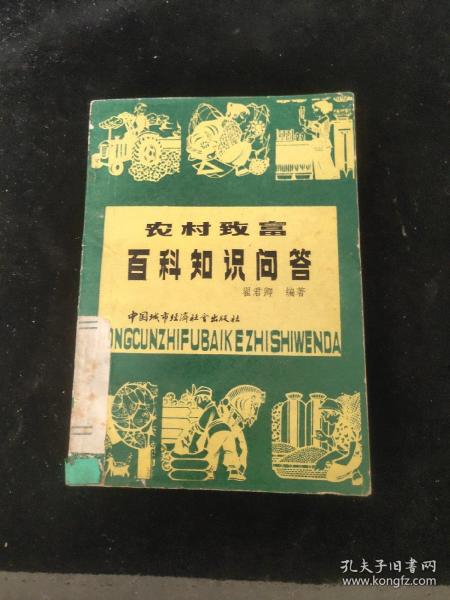 农村致富
百科知识问答
翟君卿 编著
中国城市经济社会出版社
ONGCUNZHIFUBAIKEZHISHIWENDA
孔夫子旧书网
www.kongfz.com